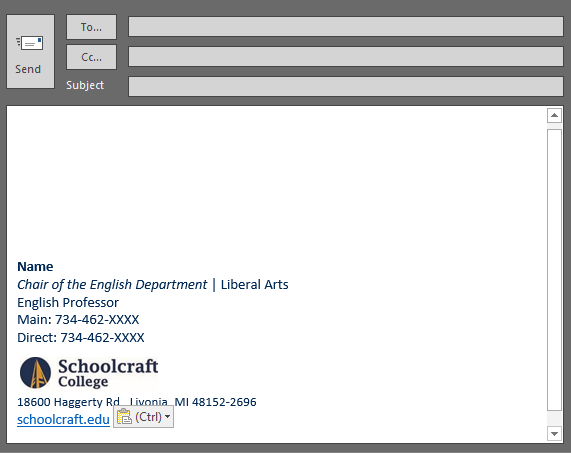 To...
Send
Cc...
Subject
Name
Chair of the English Department | Liberal Arts
English Professor
Main: 734-462-XXXX
Direct: 734-462-XXXX
Schoolcraft
College
18600 Haggerty Rd., Livonia, MI 48152-2696
schoolcraft.edu (Ctrl)